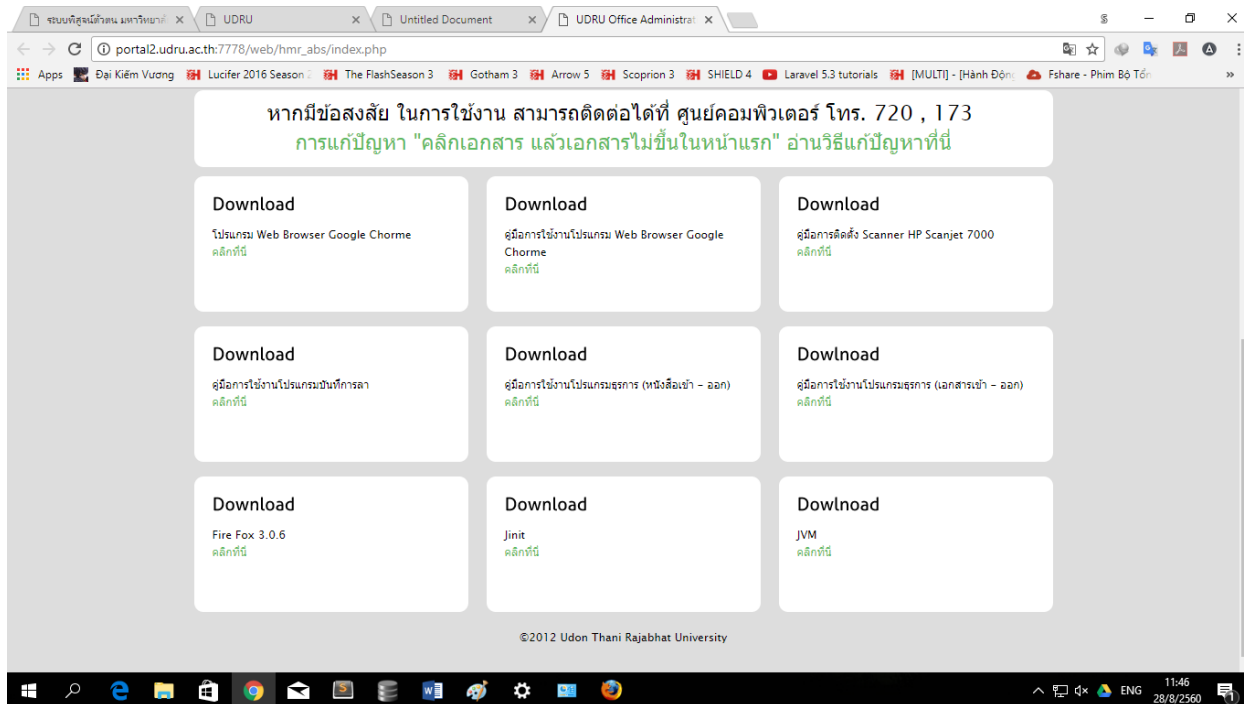 ระบบพิสูจน์ตัวตน มหาวิทยาลั
UDRU
Untitled Document
UDRU Office Administrat
portal2.udru.ac.th:7778/web/hmr_abs/index.php
Apps
Đại Kiếm Vương
Lucifer 2016 Season 2
The FlashSeason 3
Gotham 3
Arrow 5
Scoprion 3
SHIELD 4
Laravel 5.3 tutorials
[MULTI] - [Hành Động
Fshare - Phim Bộ Tổn
หากมีข้อสงสัย ในการใช้งาน สามารถติดต่อได้ที่ ศูนย์คอมพิวเตอร์ โทร. 720 , 173
การแก้ปัญหา "คลิกเอกสาร แล้วเอกสารไม่ขึ้นในหน้าแรก" อ่านวิธีแก้ปัญหาที่นี่
Download
โปรแกรม Web Browser Google Chorme
คลิกที่นี่
Download
คู่มือการใช้งานโปรแกรม Web Browser Google
Chorme
คลิกที่นี่
Download
คู่มือการติดตั้ง Scanner HP Scanjet 7000
คลิกที่นี่
Download
คู่มือการใช้งานโปรแกรมบันทึการลา
คลิกที่นี่
Download
คู่มือการใช้งานโปรแกรมธุรการ (หนังสือเข้า - ออก)
คลิกที่นี่
Dowlnoad
คู่มือการใช้งานโปรแกรมธุรการ (เอกสารเข้า - ออก)
คลิกที่นี่
Download
Fire Fox 3.0.6
คลิกที่นี่
Download
Jinit
คลิกที่นี่
Dowlnoad
JVM
คลิกที่นี่
©2012 Udon Thani Rajabhat University
ENG
11:46
28/8/2560